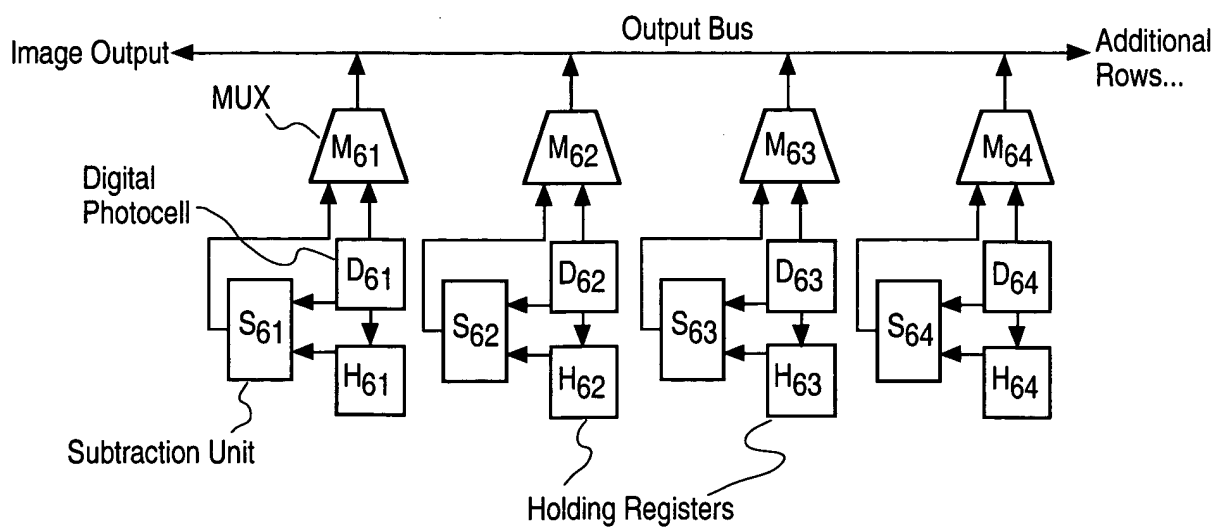 Output Bus
Image Output
Additional
Rows...
MUX
M61
M62
M63
M64
Digital
Photocell
D61
D62
D63
D64
S61
S62
S63
S64
H61
H62
H63
H64
Subtraction Unit
Holding Registers